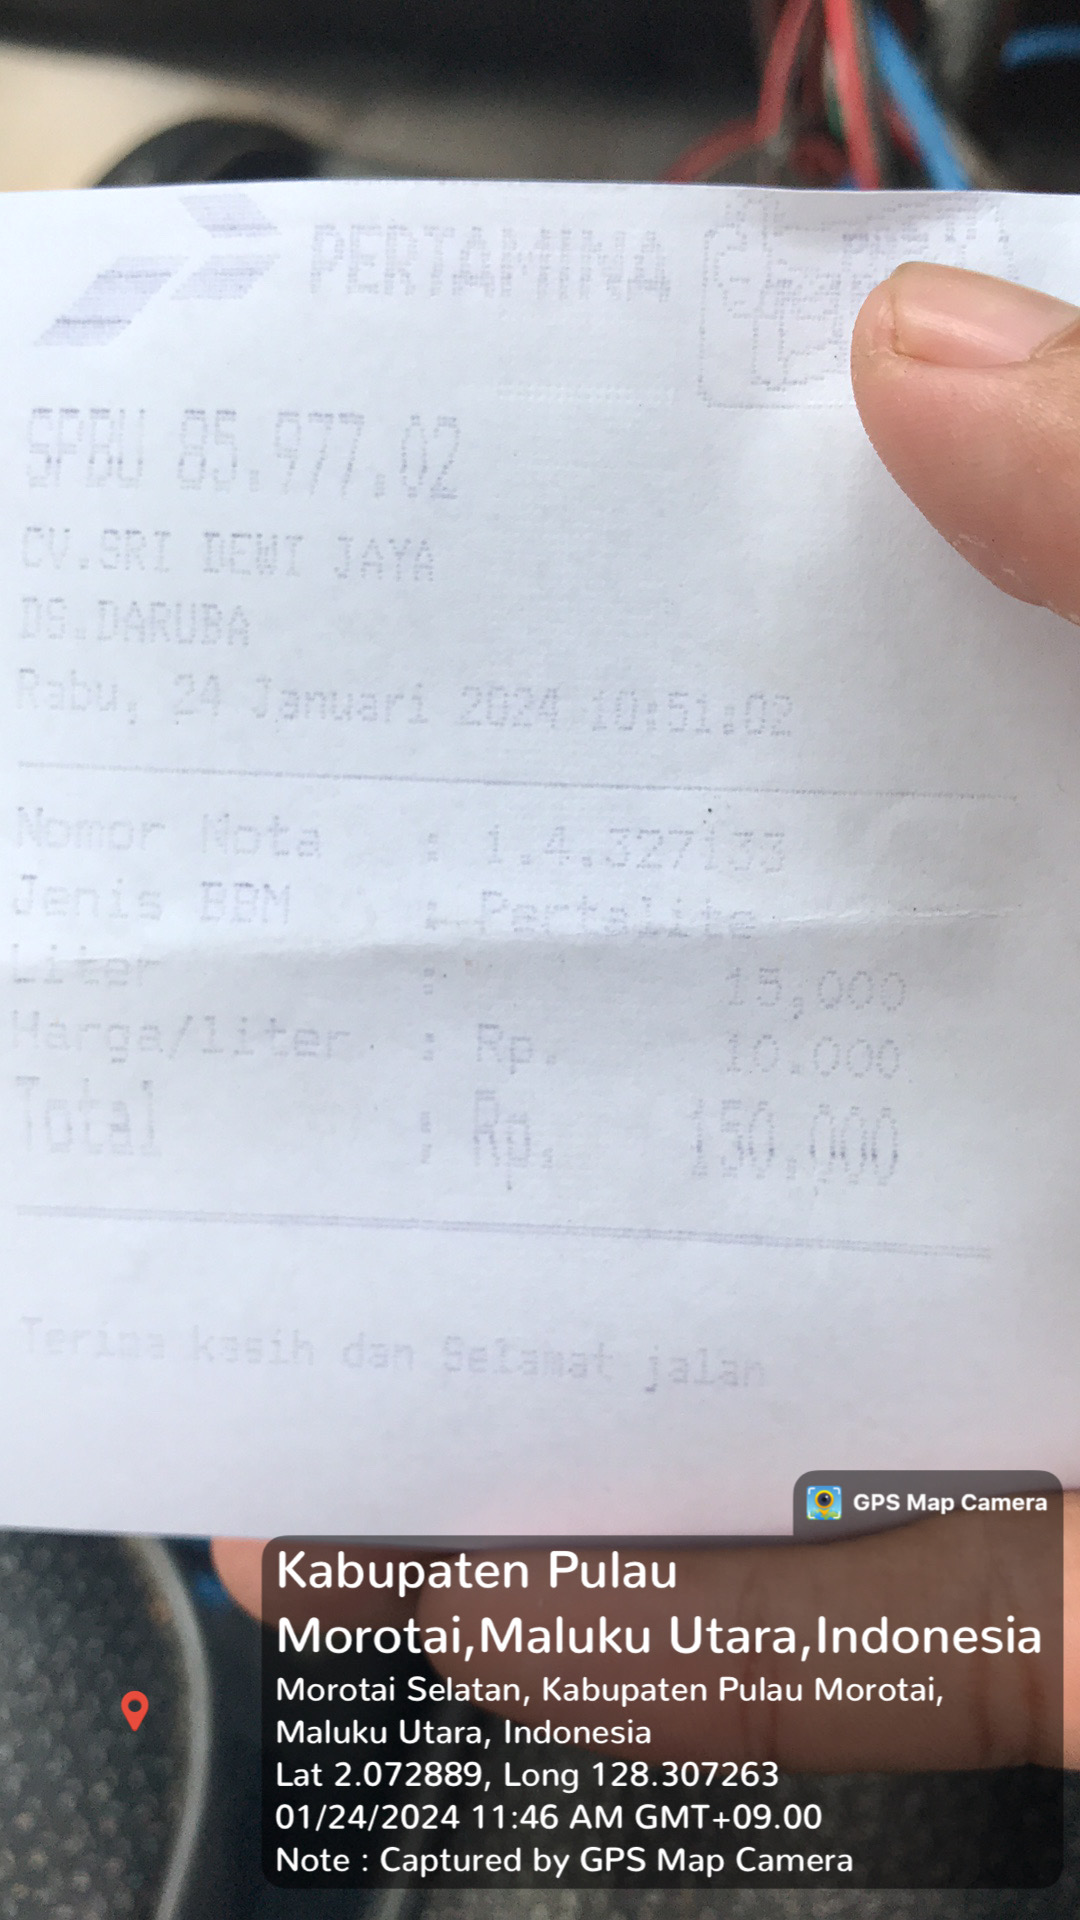 PERTAMINA
SPBU 85.977.02
CV.SRI DEWI JAYA
DS.DARUBA
Rabu, 24 Januari 2024 10:51:02
Nomor Nota : 1.4.327133
Jenis BBM : Pertalite
Liter : 15,000
Harga/liter : Rp. 10.000
Total : Rp. 150,000
Terima kasih dan Selamat jalan
GPS Map Camera
Kabupaten Pulau
Morotai,Maluku Utara,Indonesia
Morotai Selatan, Kabupaten Pulau Morotai,
Maluku Utara, Indonesia
Lat 2.072889, Long 128.307263
01/24/2024 11:46 AM GMT+09.00
Note : Captured by GPS Map Camera